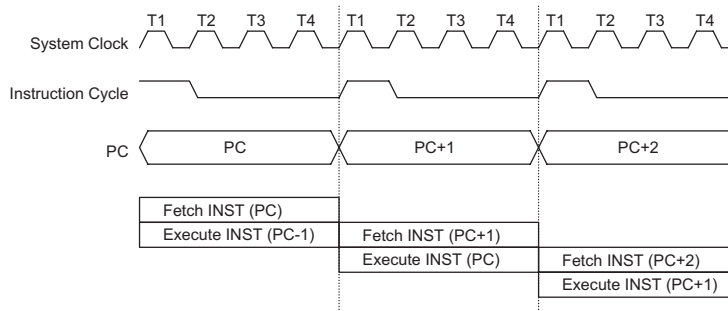 T1 T2 T3 T4 T1 T2 T3 T4 T1 T2 T3 T4
System Clock
Instruction Cycle
PC PC PC+1 PC+2
Fetch INST (PC)
Execute INST (PC-1) Fetch INST (PC+1)
Execute INST (PC) Fetch INST (PC+2)
Execute INST (PC+1)